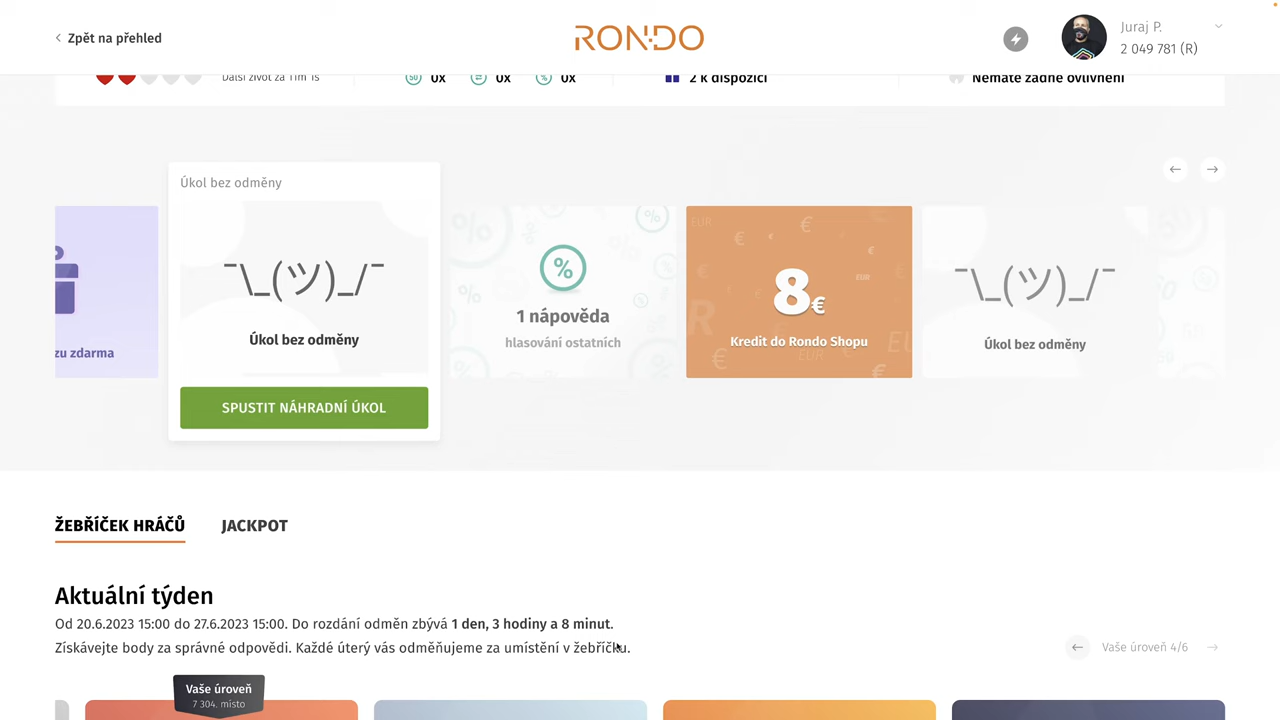 Zpět na přehled
RONDO
Juraj P.
2 049 781 (R)
Další život za 11m 1s
0x
0x
0x
2 k dispozici
Nemáte žádné ovlivnění
Úkol bez odměny
¯\_(ツ)_/¯
Úkol bez odměny
SPUSTIT NÁHRADNÍ ÚKOL
zu zdarma
%
1 nápověda
hlasování ostatních
EUR
8€
Kredit do Rondo Shopu
¯\_(ツ)_/¯
Úkol bez odměny
ŽEBŘÍČEK HRÁČŮ
JACKPOT
Aktuální týden
Od 20.6.2023 15:00 do 27.6.2023 15:00. Do rozdání odměn zbývá 1 den, 3 hodiny a 8 minut.
Získávejte body za správné odpovědi. Každé úterý vás odměňujeme za umístění v žebříčku.
Vaše úroveň 4/6
Vaše úroveň
7 304. místo